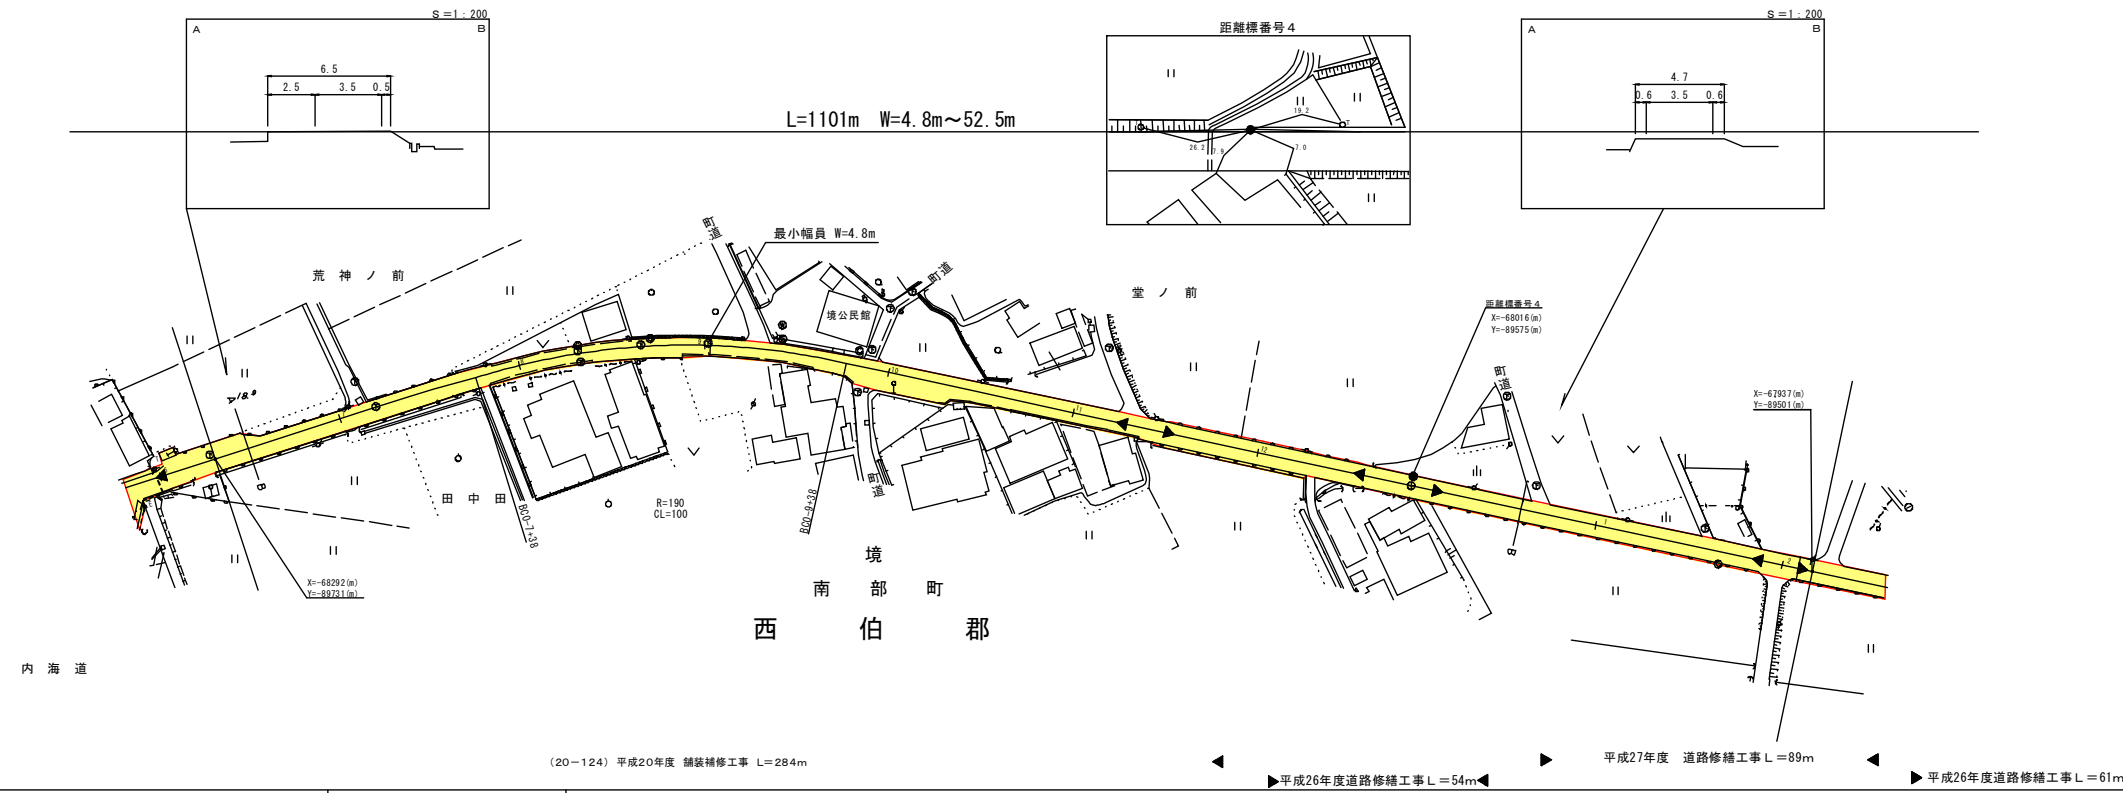 S=1:200
A B
6.5
2.5 3.5 0.5
L=1101m W=4.8m～52.5m
距離標番号4
19.2
T
26.2
7.9
7.0
S=1:200
A B
4.7
0.6 3.5 0.6
町道
最小幅員 W=4.8m
荒神ノ前
町道
境公民館
堂ノ前
距離標番号4
X=-68016(m)
Y=-89575(m)
町道
X=-67937(m)
Y=-89501(m)
A
B
10
11
12
1
2
B
田中田
BC0-7+38
R=190
CL=100
BC0-9+38
町道
X=-68292(m)
Y=-89731(m)
境
南部町
西伯郡
内海道
(20-124) 平成20年度 舗装補修工事 L=284m
平成27年度 道路修繕工事L=89m
平成26年度道路修繕工事L=54m
平成26年度道路修繕工事L=61m